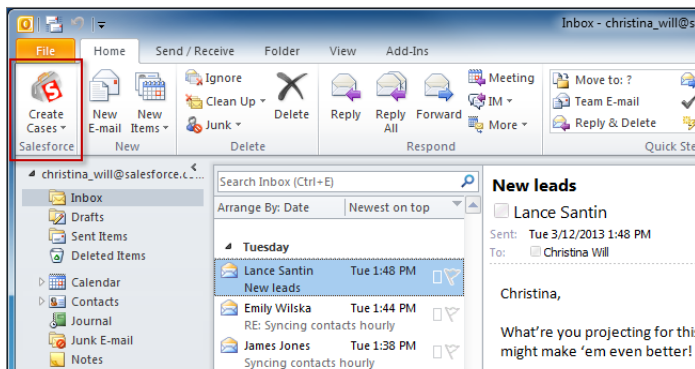 Inbox - christina_will@s
File Home Send / Receive Folder View Add-Ins
Create Cases
Salesforce
New E-mail
New Items
New
Ignore
Clean Up
Junk
Delete
Delete
Reply
Reply All
Forward
Meeting
IM
More
Respond
Move to: ?
Team E-mail
Reply & Delete
Quick Ste
christina_will@salesforce.c...
Inbox
Drafts
Sent Items
Deleted Items
Calendar
Contacts
Journal
Junk E-mail
Notes
Search Inbox (Ctrl+E)
Arrange By: Date Newest on top
Tuesday
Lance Santin Tue 1:48 PM
New leads
Emily Wilska Tue 1:44 PM
RE: Syncing contacts hourly
James Jones Tue 1:38 PM
Syncing contacts hourly
New leads
Lance Santin
Sent: Tue 3/12/2013 1:48 PM
To: Christina Will
Christina,
What're you projecting for this
might make 'em even better!